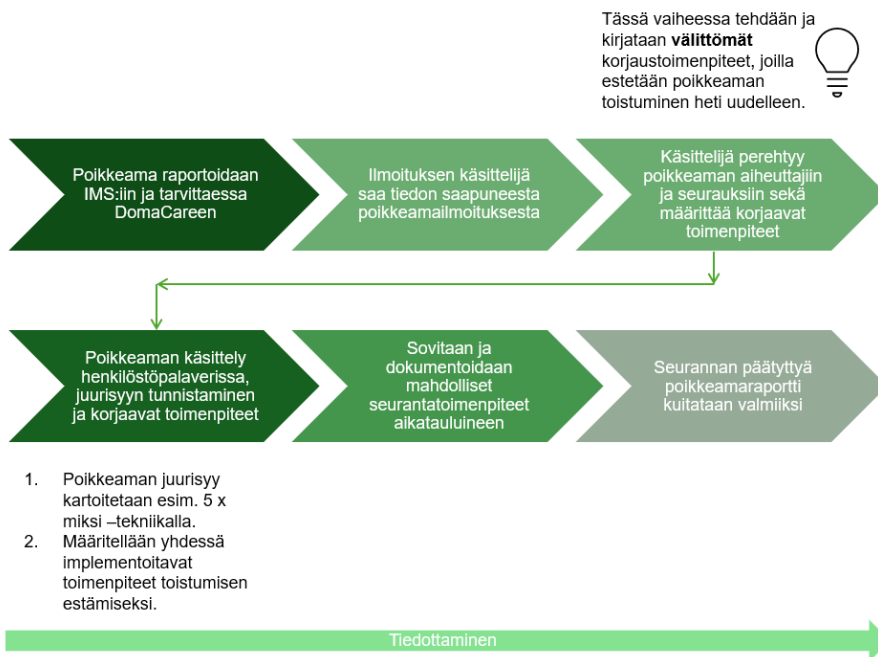 Tässä vaiheessa tehdään ja
kirjataan välittömät
korjaustoimenpiteet, joilla
estetään poikkeaman
toistuminen heti uudelleen.
Poikkeama raportoidaan
IMS:iin ja tarvittaessa
DomaCareen
Ilmoituksen käsittelijä
saa tiedon saapuneesta
poikkeamailmoituksesta
Käsittelijä perehtyy
poikkeaman aiheuttajiin
ja seurauksiin sekä
määrittää korjaavat
toimenpiteet
Poikkeaman käsittely
henkilöstöpalaverissa,
juurisyyn tunnistaminen
ja korjaavat toimenpiteet
Sovitaan ja
dokumentoidaan
mahdolliset
seurantatoimenpiteet
aikatauluineen
Seurannan päätyttyä
poikkeamaraportti
kuitataan valmiiksi
1. Poikkeaman juurisyy
kartoitetaan esim. 5 x
miksi –tekniikalla.
2. Määritellään yhdessä
implementoitavat
toimenpiteet toistumisen
estämiseksi.
Tiedottaminen